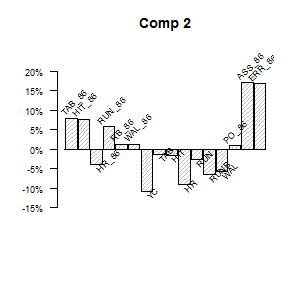 Comp 2
20%
15%
10%
5%
0%
-5%
-10%
-15%
TAB_86
HIT_86
HR_86
RUN_86
RB_86
WAL_86
YC
TAB
HIT
HR
RUN
RUNB
WAL
PO_86
ASS_86
ERR_86